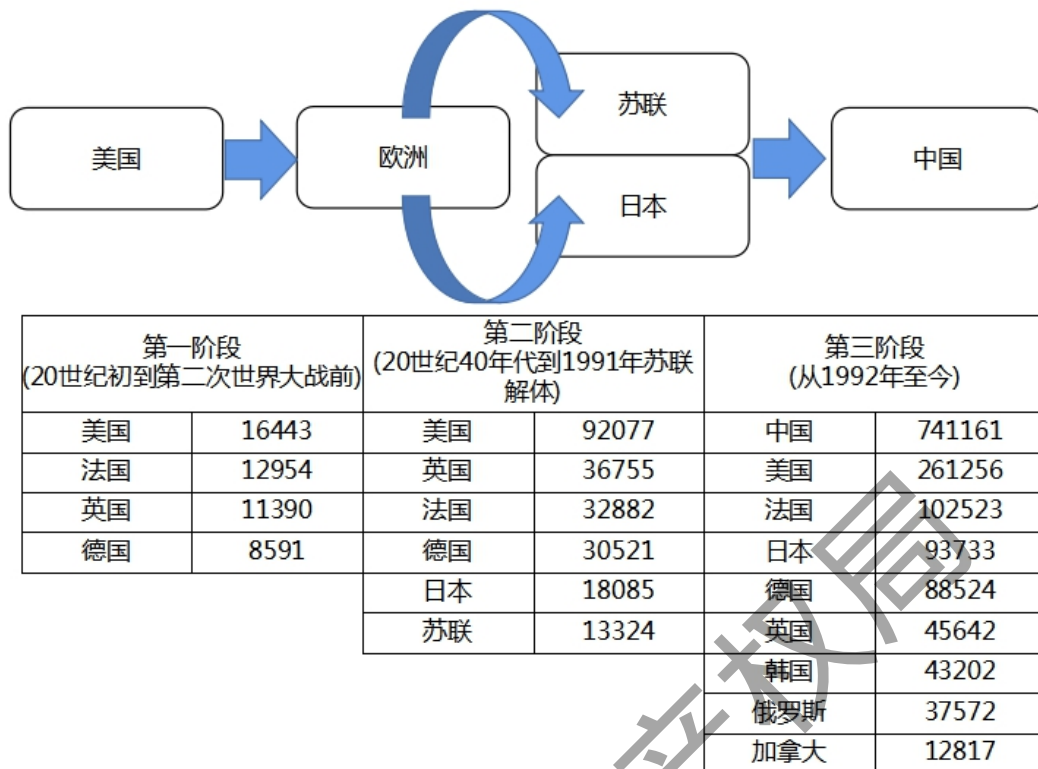 美国
欧洲
苏联
日本
中国
第一阶段
(20世纪初到第二次世界大战前)
第二阶段
(20世纪40年代到1991年苏联
解体)
第三阶段
(从1992年至今)
美国 16443 美国 92077 中国 741161
法国 12954 英国 36755 美国 261256
英国 11390 法国 32882 法国 102523
德国 8591 德国 30521 日本 93733
日本 18085 德国 88524
苏联 13324 英国 45642
韩国 43202
俄罗斯 37572
加拿大 12817
产权局